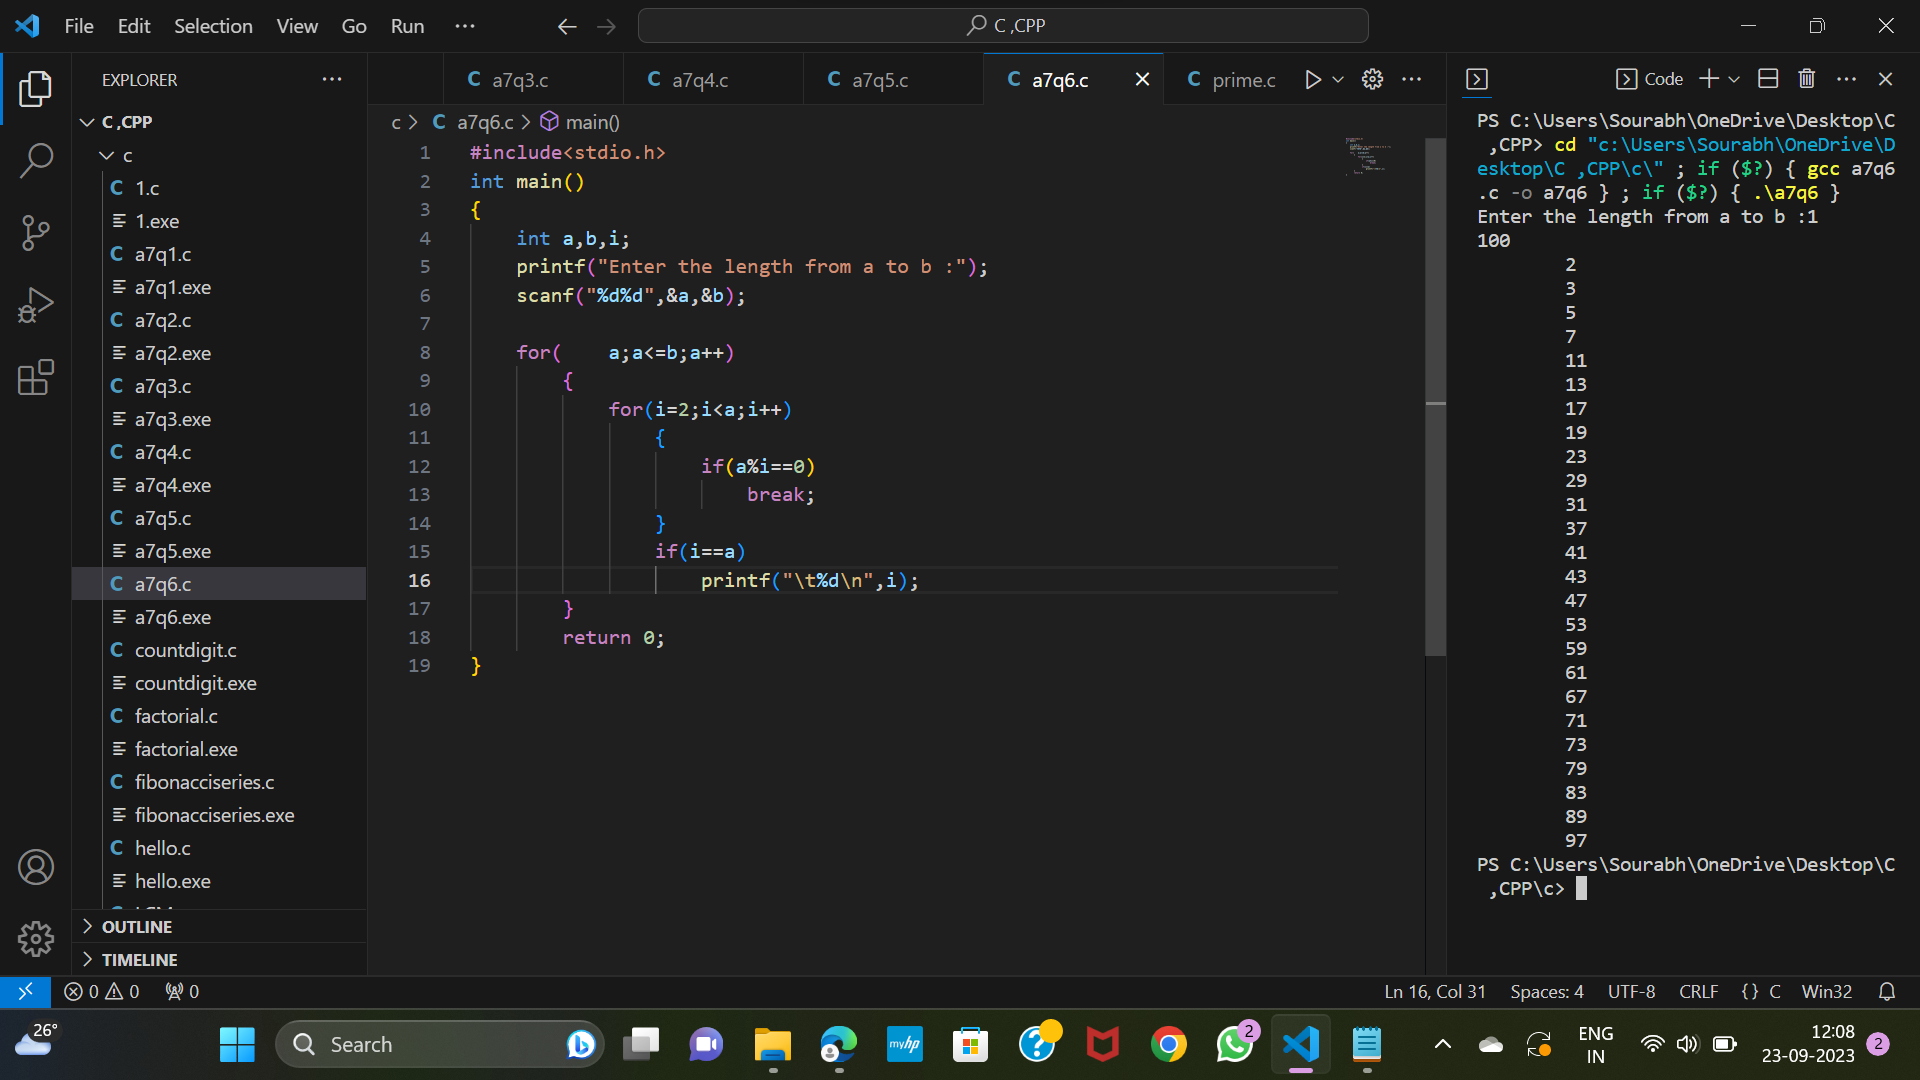 File Edit Selection View Go Run ···
C ,CPP
EXPLORER ···
C ,CPP
c
C 1.c
1.exe
C a7q1.c
a7q1.exe
C a7q2.c
a7q2.exe
C a7q3.c
a7q3.exe
C a7q4.c
a7q4.exe
C a7q5.c
a7q5.exe
C a7q6.c
a7q6.exe
C countdigit.c
countdigit.exe
C factorial.c
factorial.exe
C fibonacciseries.c
fibonacciseries.exe
C hello.c
hello.exe
OUTLINE
TIMELINE
C a7q3.c C a7q4.c C a7q5.c C a7q6.c C prime.c
c > C a7q6.c > main()
1 #include<stdio.h>
2 int main()
3 {
4 int a,b,i;
5 printf("Enter the length from a to b :");
6 scanf("%d%d",&a,&b);
7
8 for(    a;a<=b;a++)
9 {
10 for(i=2;i<a;i++)
11 {
12 if(a%i==0)
13 break;
14 }
15 if(i==a)
16 printf("\t%d\n",i);
17 }
18 return 0;
19 }
Code
PS C:\Users\Sourabh\OneDrive\Desktop\C
,CPP> cd "c:\Users\Sourabh\OneDrive\D
esktop\C ,CPP\c\" ; if ($?) { gcc a7q6
.c -o a7q6 } ; if ($?) { .\a7q6 }
Enter the length from a to b :1
100
2
3
5
7
11
13
17
19
23
29
31
37
41
43
47
53
59
61
67
71
73
79
83
89
97
PS C:\Users\Sourabh\OneDrive\Desktop\C
,CPP\c>
0 0 0
Ln 16, Col 31 Spaces: 4 UTF-8 CRLF {} C Win32
26°
Search
myhp
2
ENG
IN
12:08
23-09-2023
2